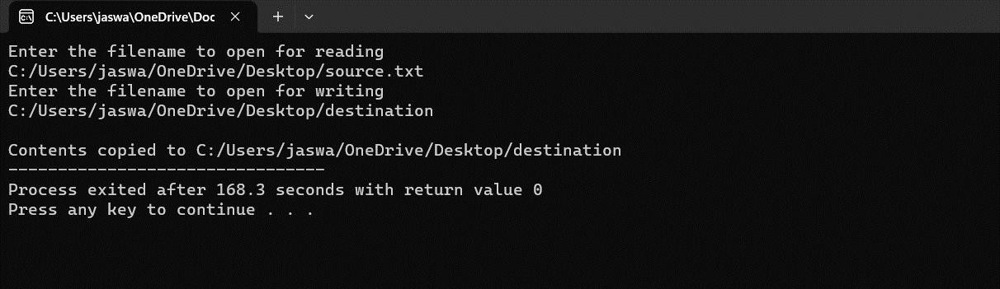 C:\Users\jaswa\OneDrive\Doc
Enter the filename to open for reading
C:/Users/jaswa/OneDrive/Desktop/source.txt
Enter the filename to open for writing
C:/Users/jaswa/OneDrive/Desktop/destination
Contents copied to C:/Users/jaswa/OneDrive/Desktop/destination
--------------------------------
Process exited after 168.3 seconds with return value 0
Press any key to continue . . .